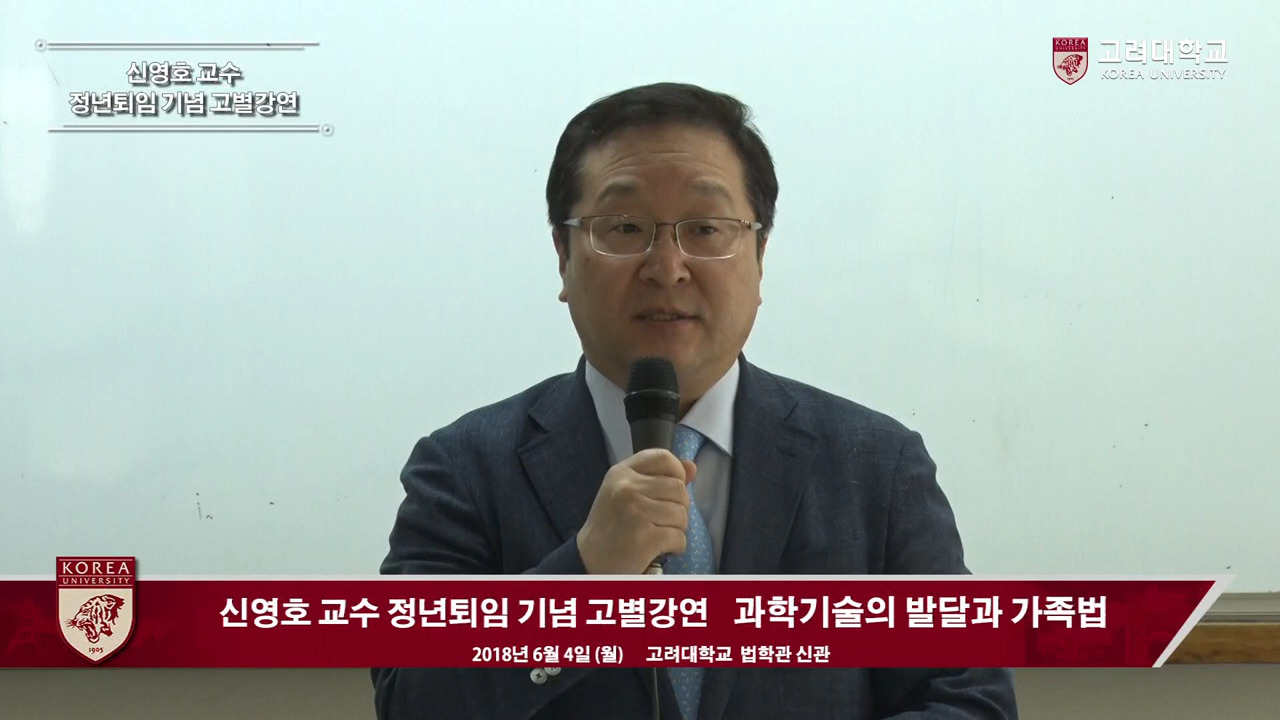 신영호 교수
정년퇴임 기념 고별강연
KOREA
UNIVERSITY
1905
고려대학교
KOREA UNIVERSITY
KOREA
UNIVERSITY
1905
신영호 교수 정년퇴임 기념 고별강연 과학기술의 발달과 가족법
2018년 6월 4일 (월) 고려대학교 법학관 신관